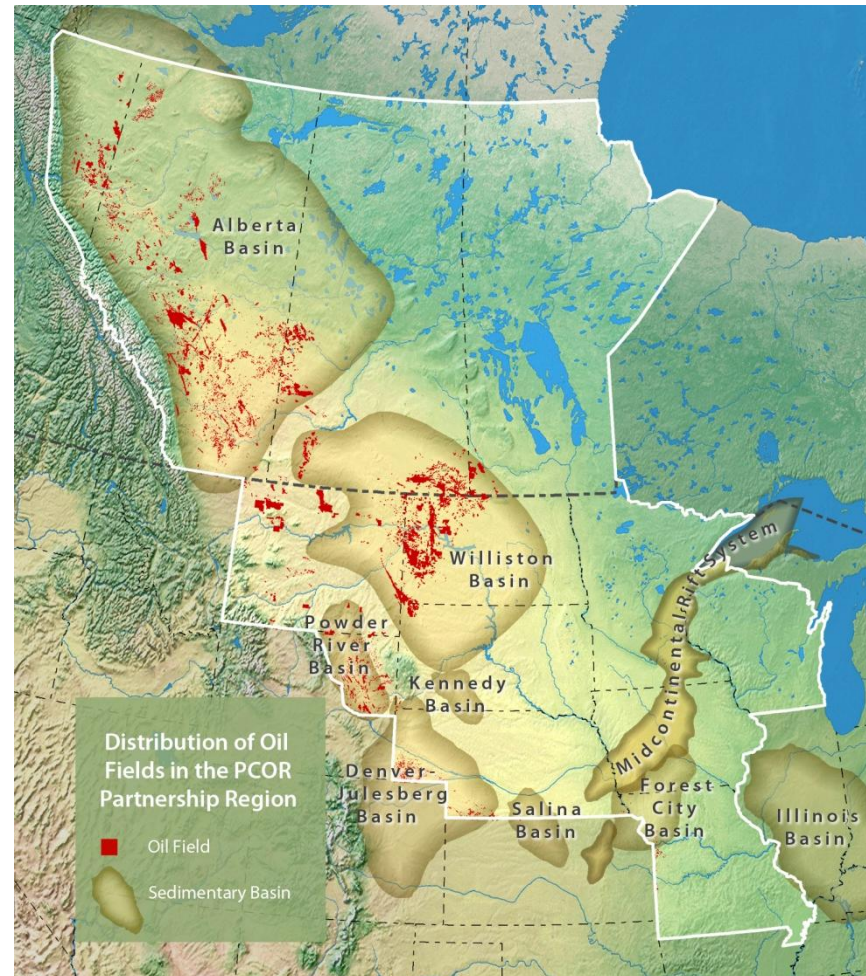 Alberta
Basin
Williston
Basin
Midcontinental Rift System
Powder
River
Basin
Kennedy
Basin
Denver-
Julesberg
Basin
Salina
Basin
Forest
City
Basin
Illinois
Basin
Distribution of Oil
Fields in the PCOR
Partnership Region
Oil Field
Sedimentary Basin